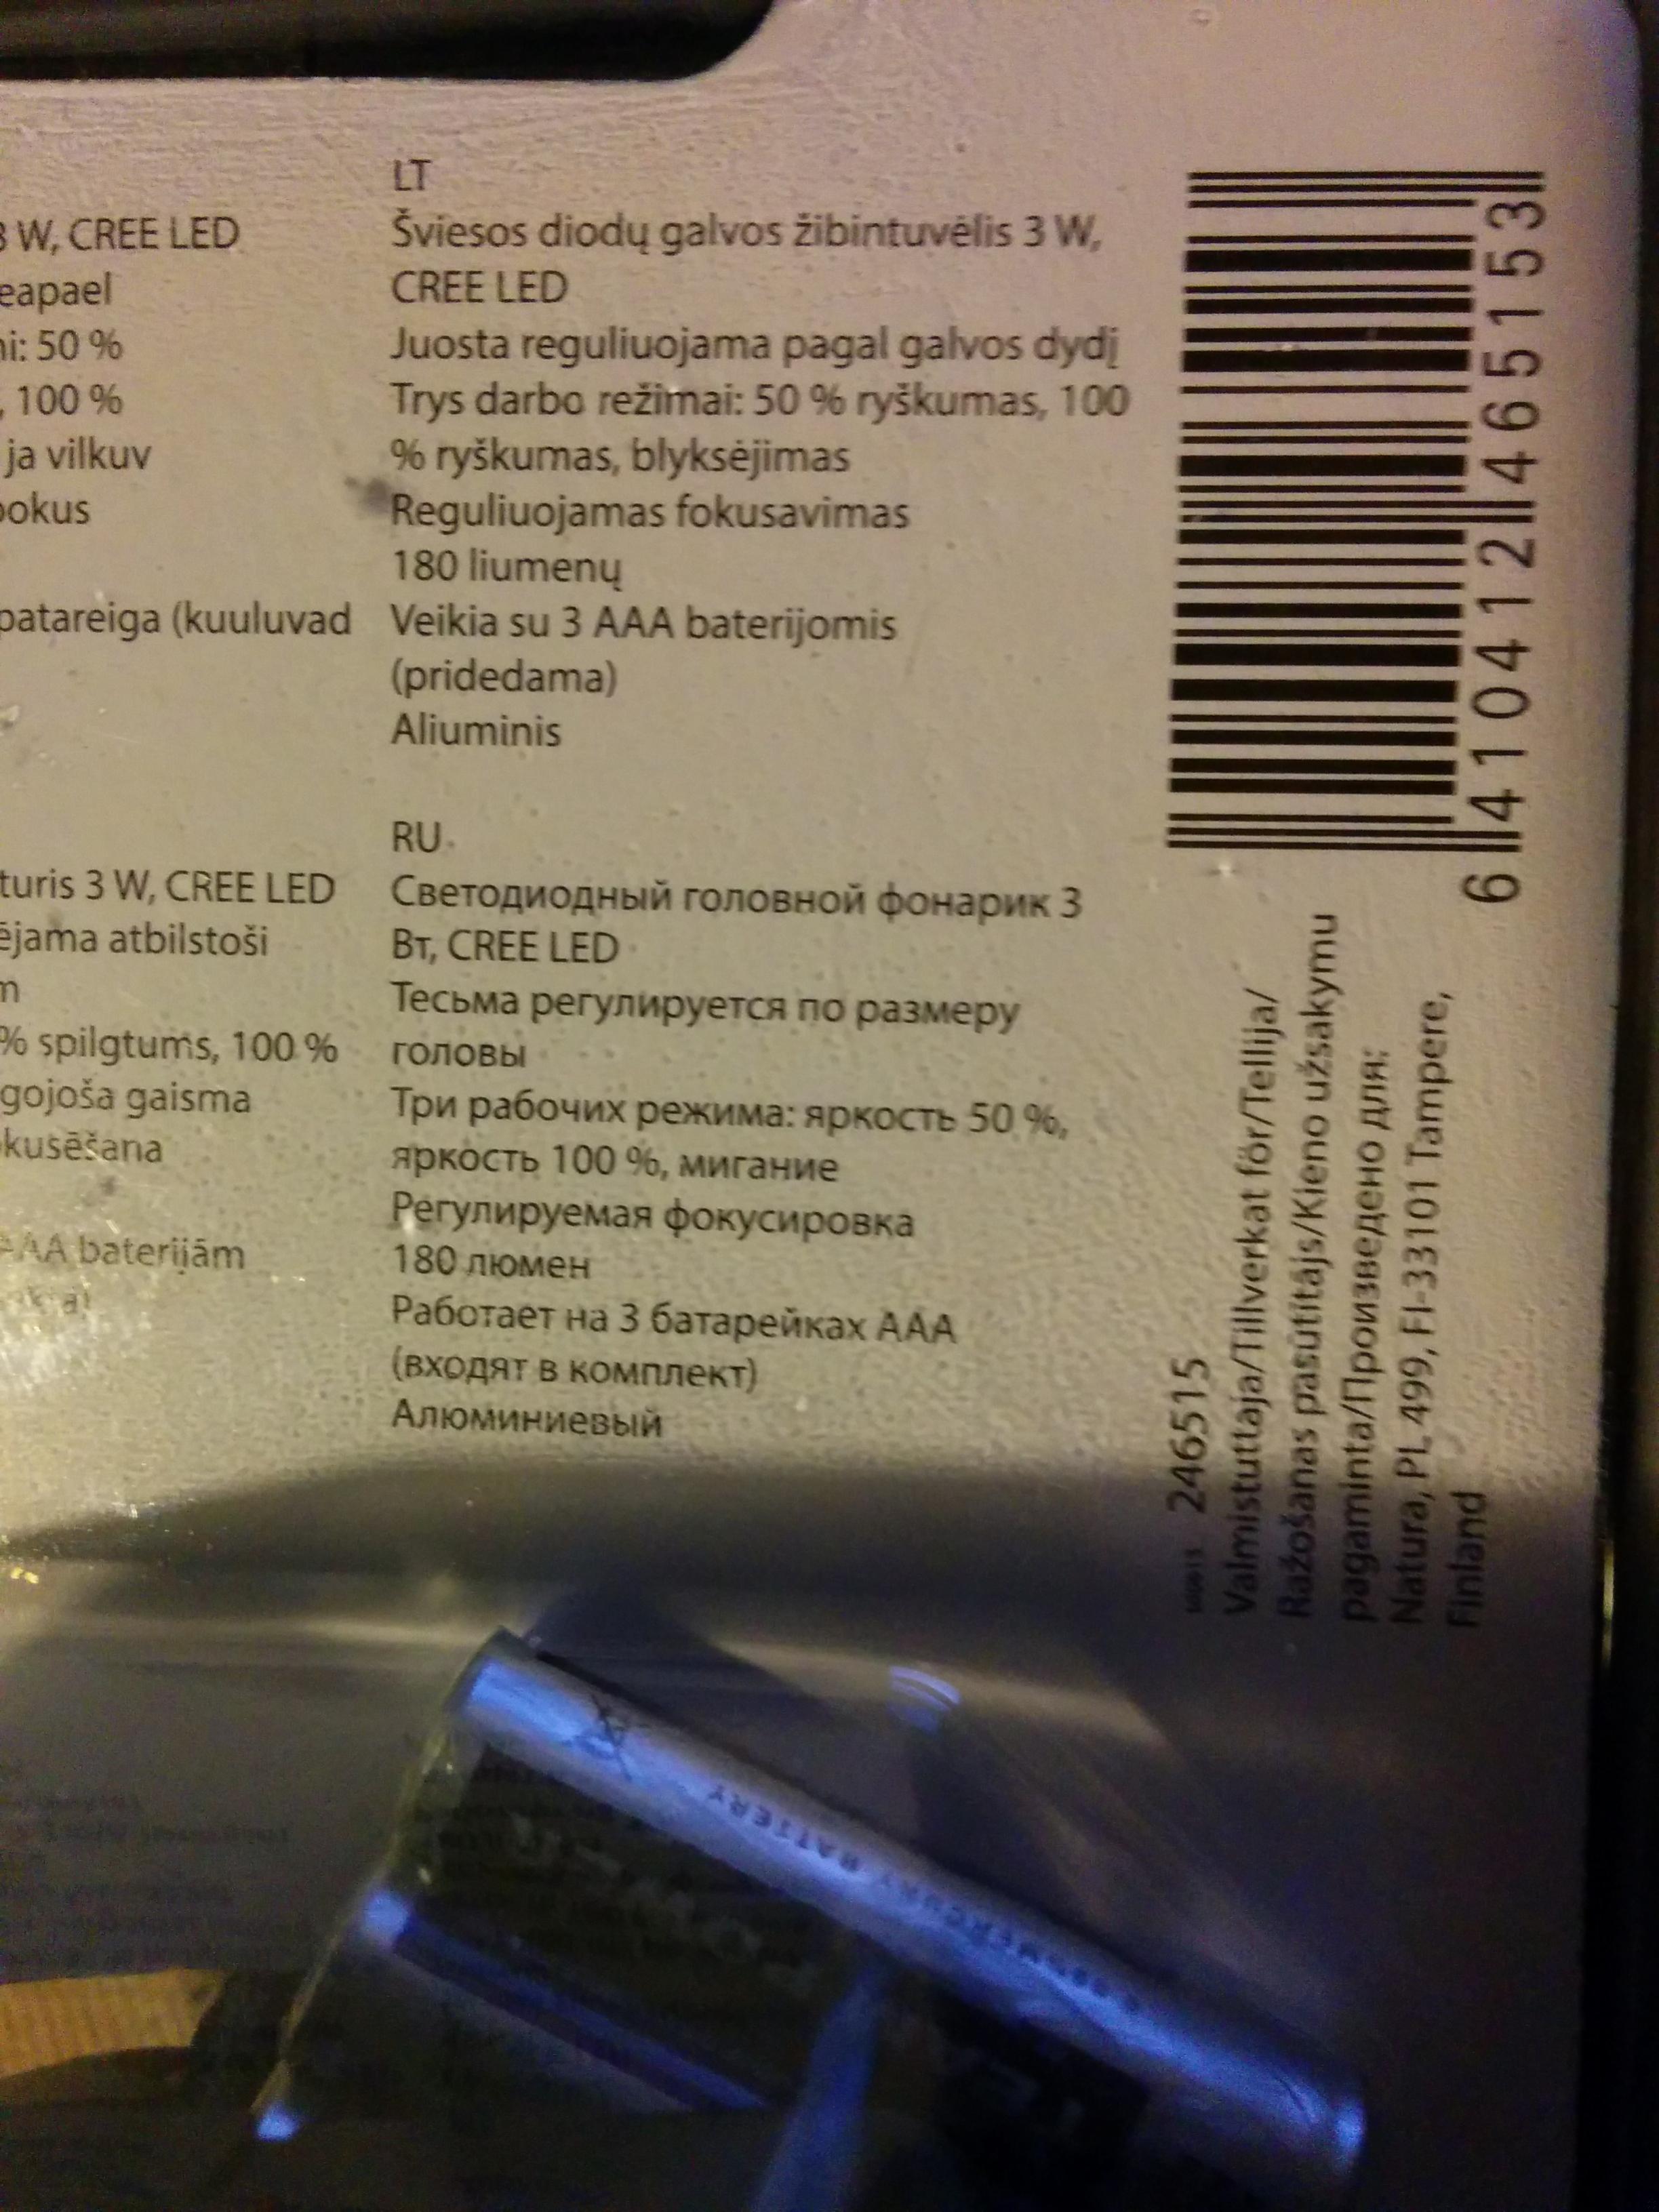 3 W, CREE LED
eapael
ni: 50 %
, 100 %
ja vilkuv
ookus
patareiga (kuuluvad
turis 3 W, CREE LED
ējama atbilstoši
m
% spilgtums, 100 %
gojoša gaisma
okusēšana
AAA baterijām
LT
Šviesos diodų galvos žibintuvėlis 3 W,
CREE LED
Juosta reguliuojama pagal galvos dydį
Trys darbo režimai: 50 % ryškumas, 100
% ryškumas, blyksėjimas
Reguliuojamas fokusavimas
180 liumenų
Veikia su 3 AAA baterijomis
(pridedama)
Aliuminis
RU
Светодиодный головной фонарик 3
Вт, CREE LED
Тесьма регулируется по размеру
головы
Три рабочих режима: яркость 50 %,
яркость 100 %, мигание
Регулируемая фокусировка
180 люмен
Работает на 3 батарейках ААА
(входят в комплект)
Алюминиевый
6 410412 465153
246515
Valmistuttaja/Tillverkat för/Tellija/
Ražošanas pasūtītājs/Kieno užsakymu
pagaminta/Произведено для:
Natura, PL 499, FI-33101 Tampere,
Finland
BATTERY